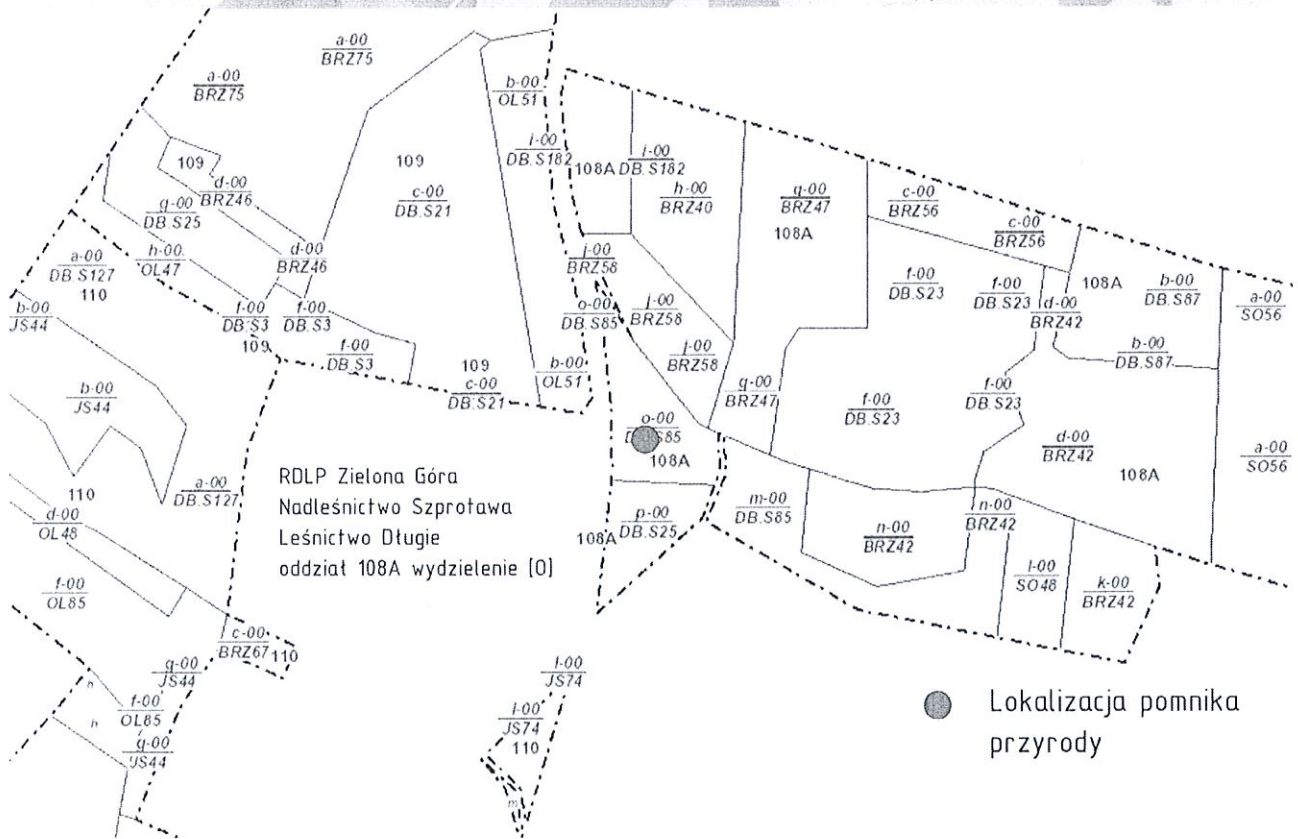 a-00
BRZ75
a-00
BRZ75
b-00
OL51
i-00
DB.S182
109
109
c-00
DB.S21
d-00
BRZ46
g-00
DB.S25
h-00
OL47
d-00
BRZ46
a-00
DB.S127
110
b-00
JS44
f-00
DB.S3
f-00
DB.S3
109
f-00
DB.S3
109
c-00
DB.S21
b-00
OL51
108A
i-00
DB.S182
h-00
BRZ40
g-00
BRZ47
108A
c-00
BRZ56
c-00
BRZ56
j-00
BRZ58
o-00
DB.S85
j-00
BRZ58
j-00
BRZ58
f-00
DB.S23
f-00
DB.S23
108A
d-00
BRZ42
b-00
DB.S87
a-00
SO56
b-00
DB.S87
g-00
BRZ47
f-00
DB.S23
f-00
DB.S23
d-00
BRZ42
108A
a-00
SO56
b-00
JS44
110
a-00
DB.S127
d-00
OL48
f-00
OL85
RDLP Zielona Góra
Nadleśnictwo Szprotawa
Leśnictwo Długie
oddział 108A wydzielenie (O)
o-00
S85
108A
p-00
DB.S25
108A
m-00
DB.S85
n-00
BRZ42
n-00
BRZ42
l-00
SO48
k-00
BRZ42
c-00
BRZ67
110
g-00
JS44
h
h
f-00
OL85
g-00
JS44
l-00
JS74
l-00
JS74
110
m
Lokalizacja pomnika
przyrody